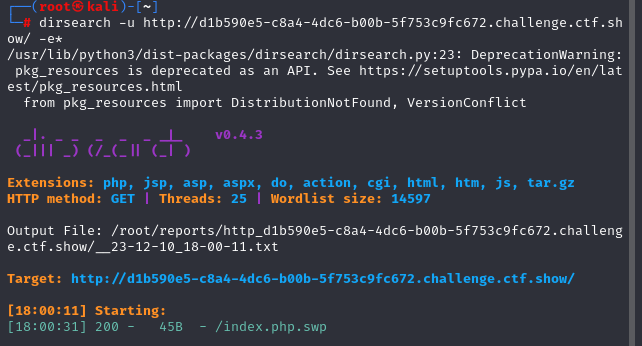 ┌──(root㉿kali)-[~]
└─# dirsearch -u http://d1b590e5-c8a4-4dc6-b00b-5f753c9fc672.challenge.ctf.sh
ow/ -e*
/usr/lib/python3/dist-packages/dirsearch/dirsearch.py:23: DeprecationWarning:
 pkg_resources is deprecated as an API. See https://setuptools.pypa.io/en/lat
est/pkg_resources.html
  from pkg_resources import DistributionNotFound, VersionConflict
  _|. _ _  _  _  _ _|_    v0.4.3
 (_||| _) (/_(_|| (_| )
Extensions: php, jsp, asp, aspx, do, action, cgi, html, htm, js, tar.gz
HTTP method: GET | Threads: 25 | Wordlist size: 14597
Output File: /root/reports/http_d1b590e5-c8a4-4dc6-b00b-5f753c9fc672.challeng
e.ctf.show/__23-12-10_18-00-11.txt
Target: http://d1b590e5-c8a4-4dc6-b00b-5f753c9fc672.challenge.ctf.show/
[18:00:11] Starting:
[18:00:31] 200 -   45B  - /index.php.swp